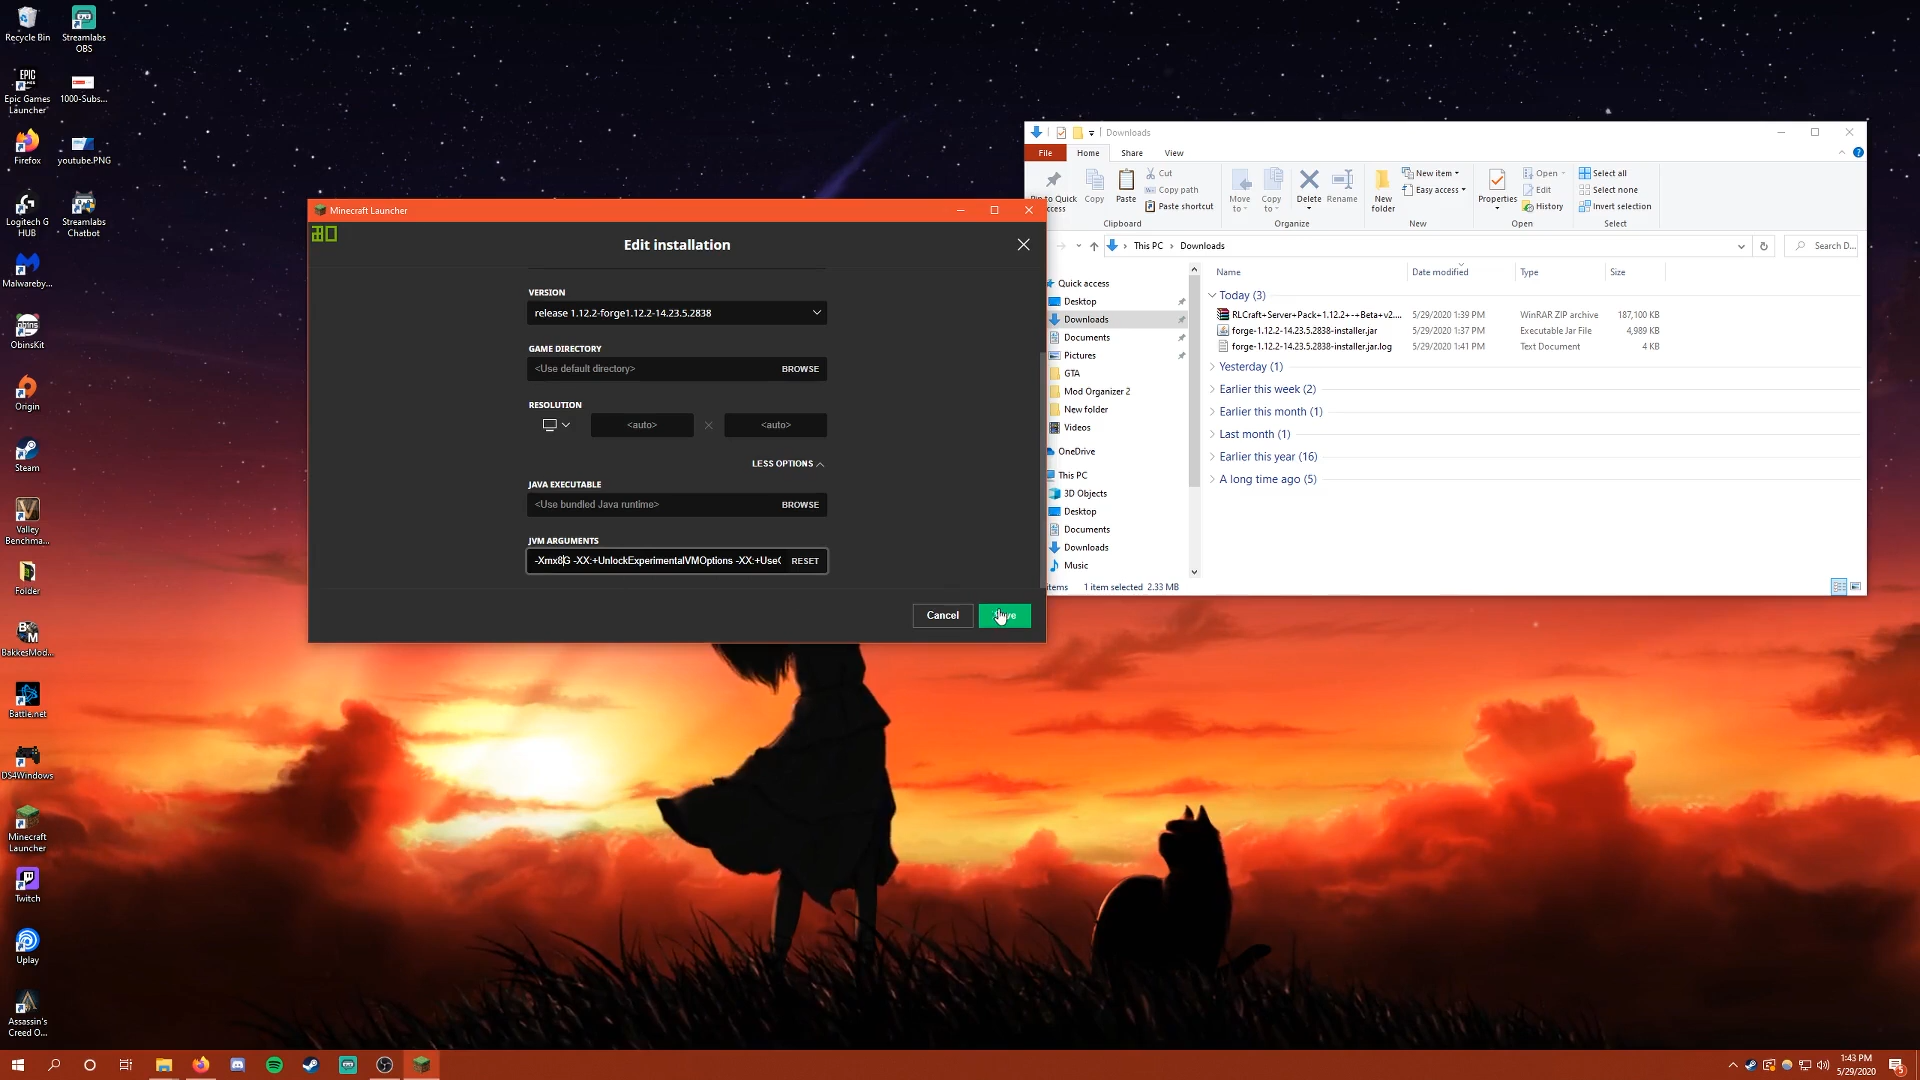 Recycle Bin
Streamlabs OBS
Epic Games Launcher
1000-Subs...
Firefox
youtube.PNG
Logitech G HUB
Streamlabs Chatbot
Malwareby...
ObinsKit
Origin
Steam
Valley Benchma...
Folder
BakkesMod...
Battle.net
DS4Windows
Minecraft Launcher
Twitch
Uplay
Assassin's Creed O...
Minecraft Launcher
Edit installation
VERSION
release 1.12.2-forge1.12.2-14.23.5.2838
GAME DIRECTORY
<Use default directory>
BROWSE
RESOLUTION
<auto>
<auto>
LESS OPTIONS
JAVA EXECUTABLE
<Use bundled Java runtime>
BROWSE
JVM ARGUMENTS
-Xmx8G -XX:+UnlockExperimentalVMOptions -XX:+Use
RESET
Cancel
Downloads
File Home Share View
Copy
Paste
Cut
Copy path
Paste shortcut
Clipboard
Move to
Copy to
Delete
Rename
Organize
New folder
New item
Easy access
New
Properties
Open
Edit
History
Open
Select all
Select none
Invert selection
Select
This PC > Downloads
Search D...
Quick access
Desktop
Downloads
Documents
Pictures
GTA
Mod Organizer 2
New folder
Videos
OneDrive
This PC
3D Objects
Desktop
Documents
Downloads
Music
Name Date modified Type Size
Today (3)
RLCraft+Server+Pack+1.12.2+-+Beta+v2.... 5/29/2020 1:39 PM WinRAR ZIP archive 187,100 KB
forge-1.12.2-14.23.5.2838-installer.jar 5/29/2020 1:37 PM Executable Jar File 4,989 KB
forge-1.12.2-14.23.5.2838-installer.jar.log 5/29/2020 1:41 PM Text Document 4 KB
Yesterday (1)
Earlier this week (2)
Earlier this month (1)
Last month (1)
Earlier this year (16)
A long time ago (5)
1 item selected 2.33 MB
1:43 PM
5/29/2020